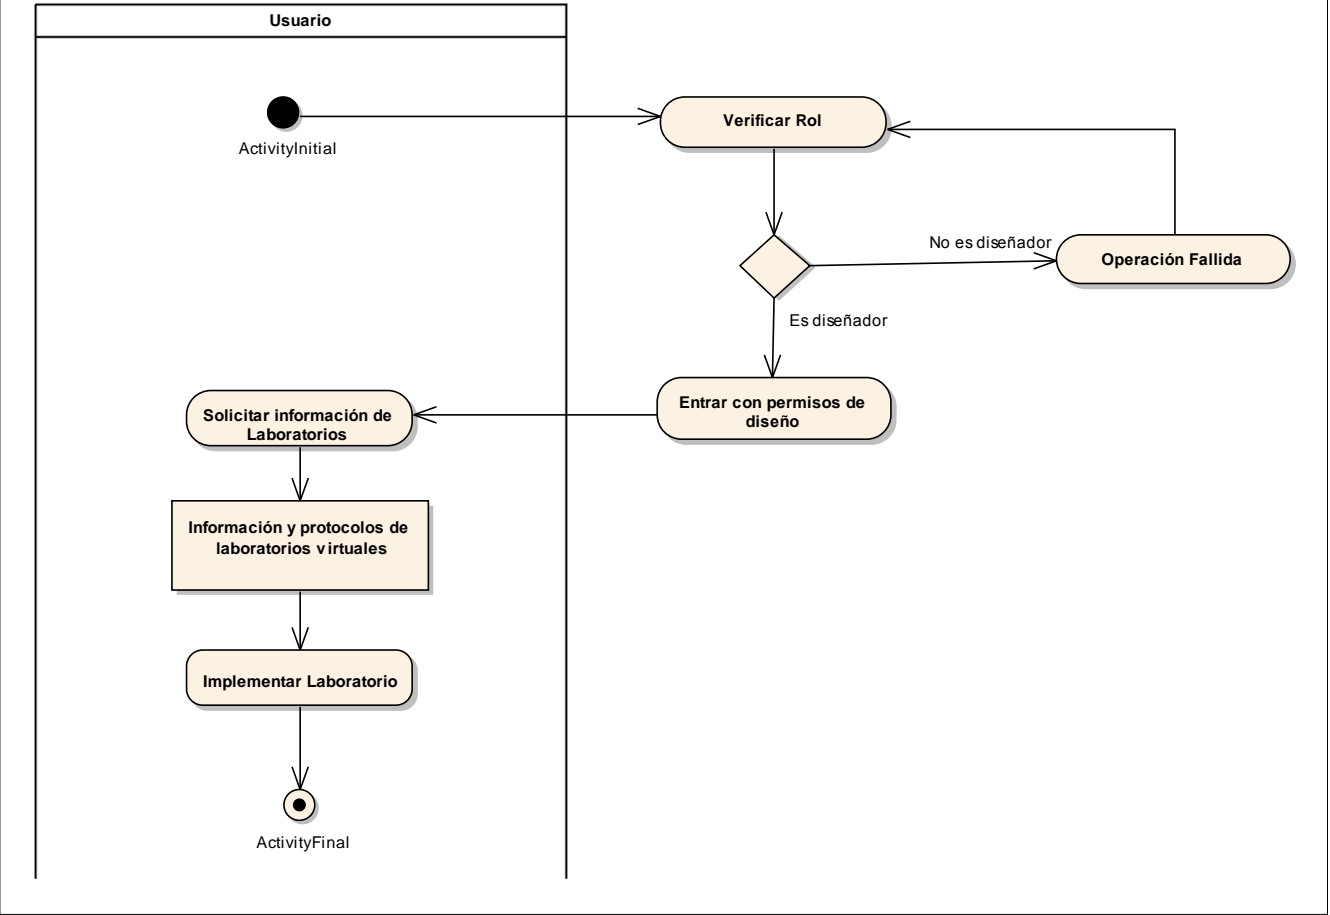 Usuario
ActivityInitial
Verificar Rol
No es diseñador
Operación Fallida
Es diseñador
Entrar con permisos de
diseño
Solicitar información de
Laboratorios
Información y protocolos de
laboratorios virtuales
Implementar Laboratorio
ActivityFinal